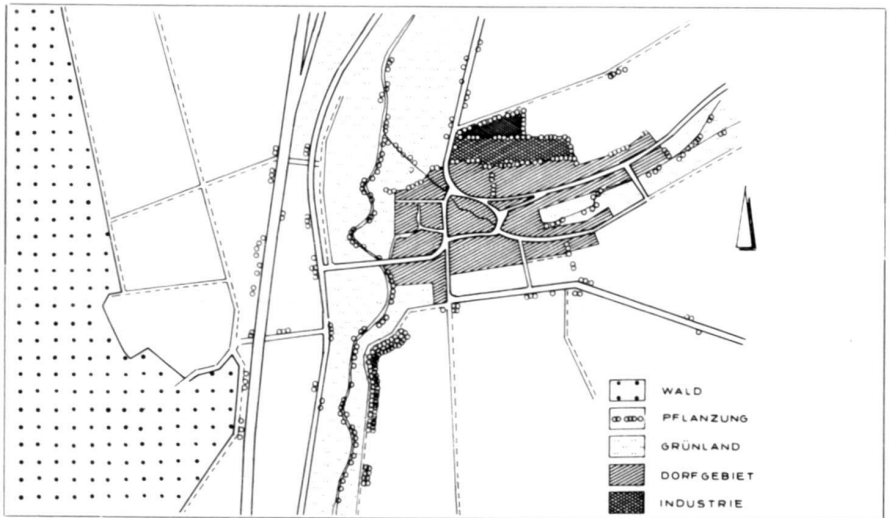 WALD
PFLANZUNG
GRÜNLAND
DORFGEBIET
INDUSTRIE